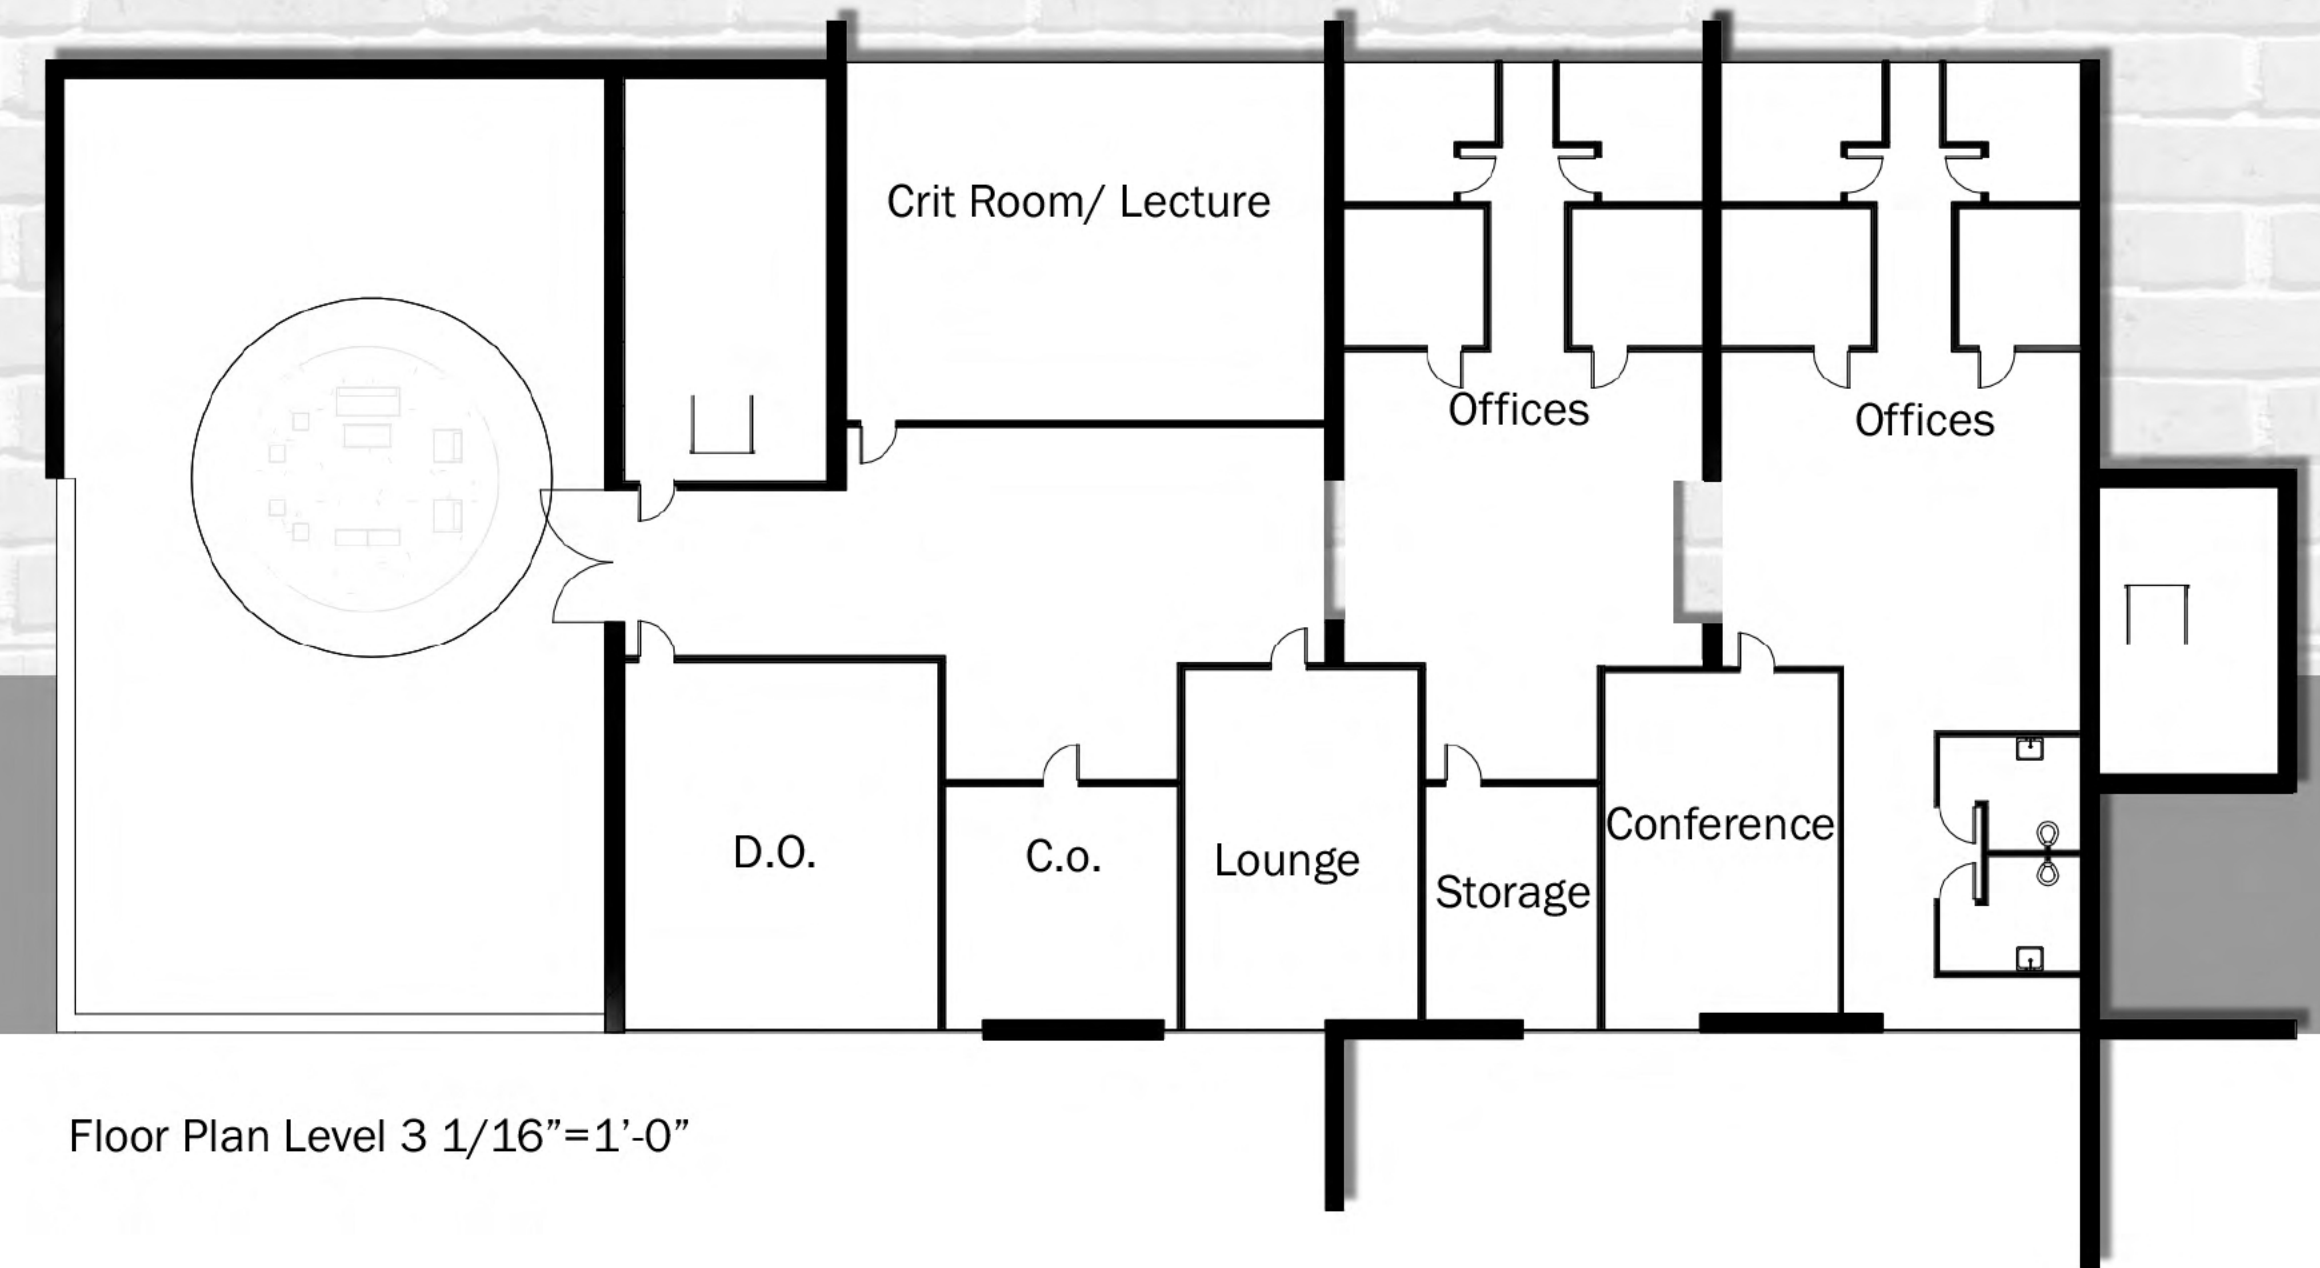 Crit Room/ Lecture
Offices
Offices
D.O.
C.o.
Lounge
Storage
Conference
Floor Plan Level 3 1/16”=1’-0”